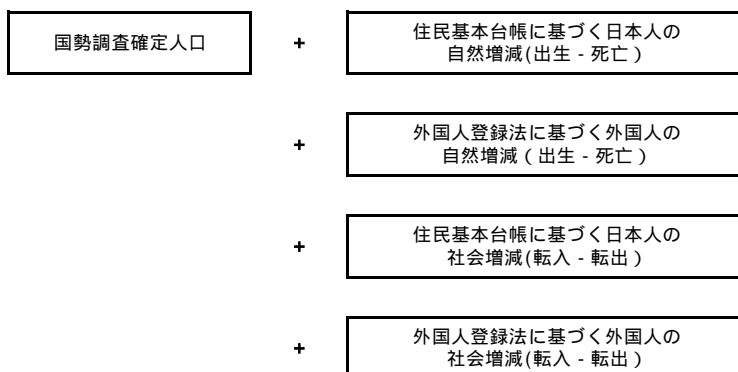 国勢調査確定人口
+
住民基本台帳に基づく日本人の
自然増減(出生 - 死亡)
+
外国人登録法に基づく外国人の
自然増減(出生 - 死亡)
+
住民基本台帳に基づく日本人の
社会増減(転入 - 転出)
+
外国人登録法に基づく外国人の
社会増減(転入 - 転出)